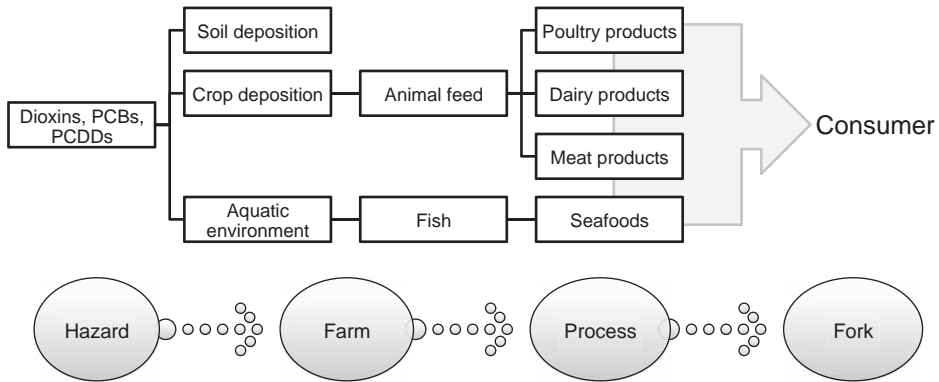 Soil deposition
Poultry products
Crop deposition
Animal feed
Dairy products
Dioxins, PCBs,
PCDDs
Consumer
Meat products
Aquatic
environment
Fish
Seafoods
Hazard
Farm
Process
Fork